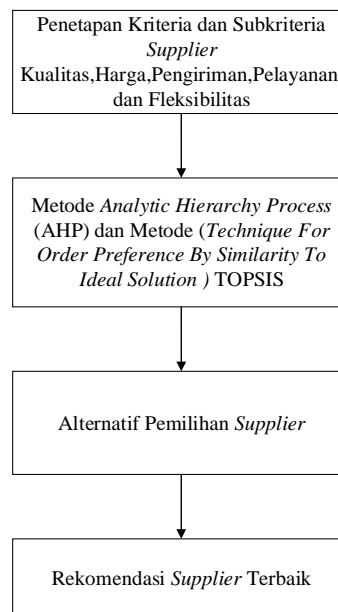 Penetapan Kriteria dan Subkriteria
Supplier
Kualitas,Harga,Pengiriman,Pelayanan
dan Fleksibilitas
Metode Analytic Hierarchy Process
(AHP) dan Metode (Technique For
Order Preference By Similarity To
Ideal Solution ) TOPSIS
Alternatif Pemilihan Supplier
Rekomendasi Supplier Terbaik